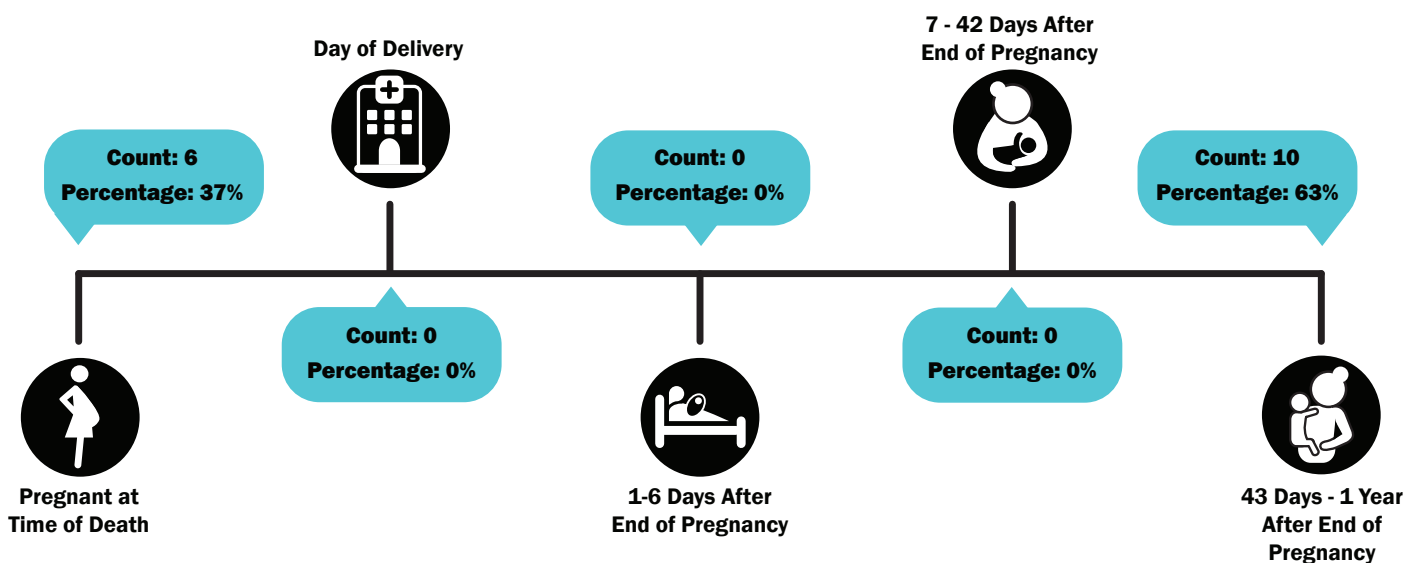 Pregnant at
Time of Death
Count: 6
Percentage: 37%
Day of Delivery
Count: 0
Percentage: 0%
1-6 Days After
End of Pregnancy
Count: 0
Percentage: 0%
7 - 42 Days After
End of Pregnancy
Count: 0
Percentage: 0%
43 Days - 1 Year
After End of
Pregnancy
Count: 10
Percentage: 63%